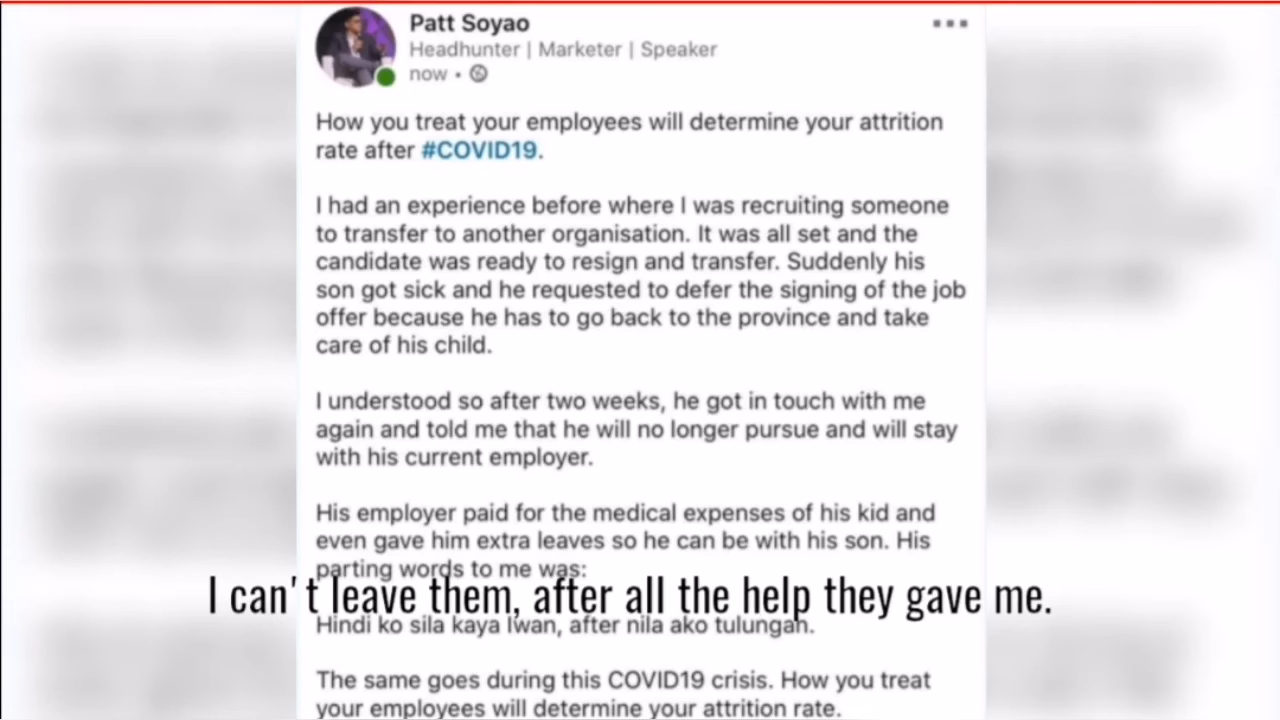 Patt Soyao
Headhunter | Marketer | Speaker
now •
How you treat your employees will determine your attrition
rate after #COVID19.
I had an experience before where I was recruiting someone
to transfer to another organisation. It was all set and the
candidate was ready to resign and transfer. Suddenly his
son got sick and he requested to defer the signing of the job
offer because he has to go back to the province and take
care of his child.
I understood so after two weeks, he got in touch with me
again and told me that he will no longer pursue and will stay
with his current employer.
His employer paid for the medical expenses of his kid and
even gave him extra leaves so he can be with his son. His
parting words to me was:
I can't leave them, after all the help they gave me.
Hindi ko sila kaya Iwan, after nila ako tulungan.
The same goes during this COVID19 crisis. How you treat
your employees will determine your attrition rate.